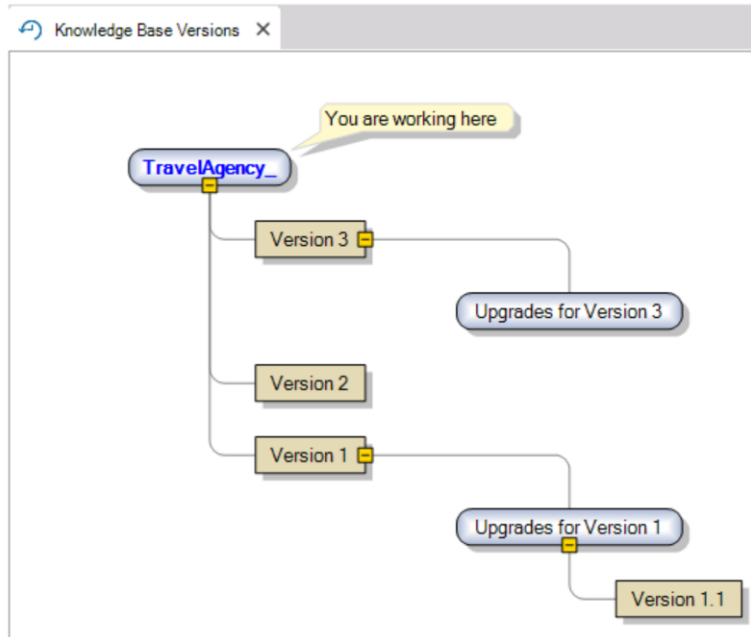 Knowledge Base Versions
You are working here
TravelAgency_
Version 3
Upgrades for Version 3
Version 2
Version 1
Upgrades for Version 1
Version 1.1